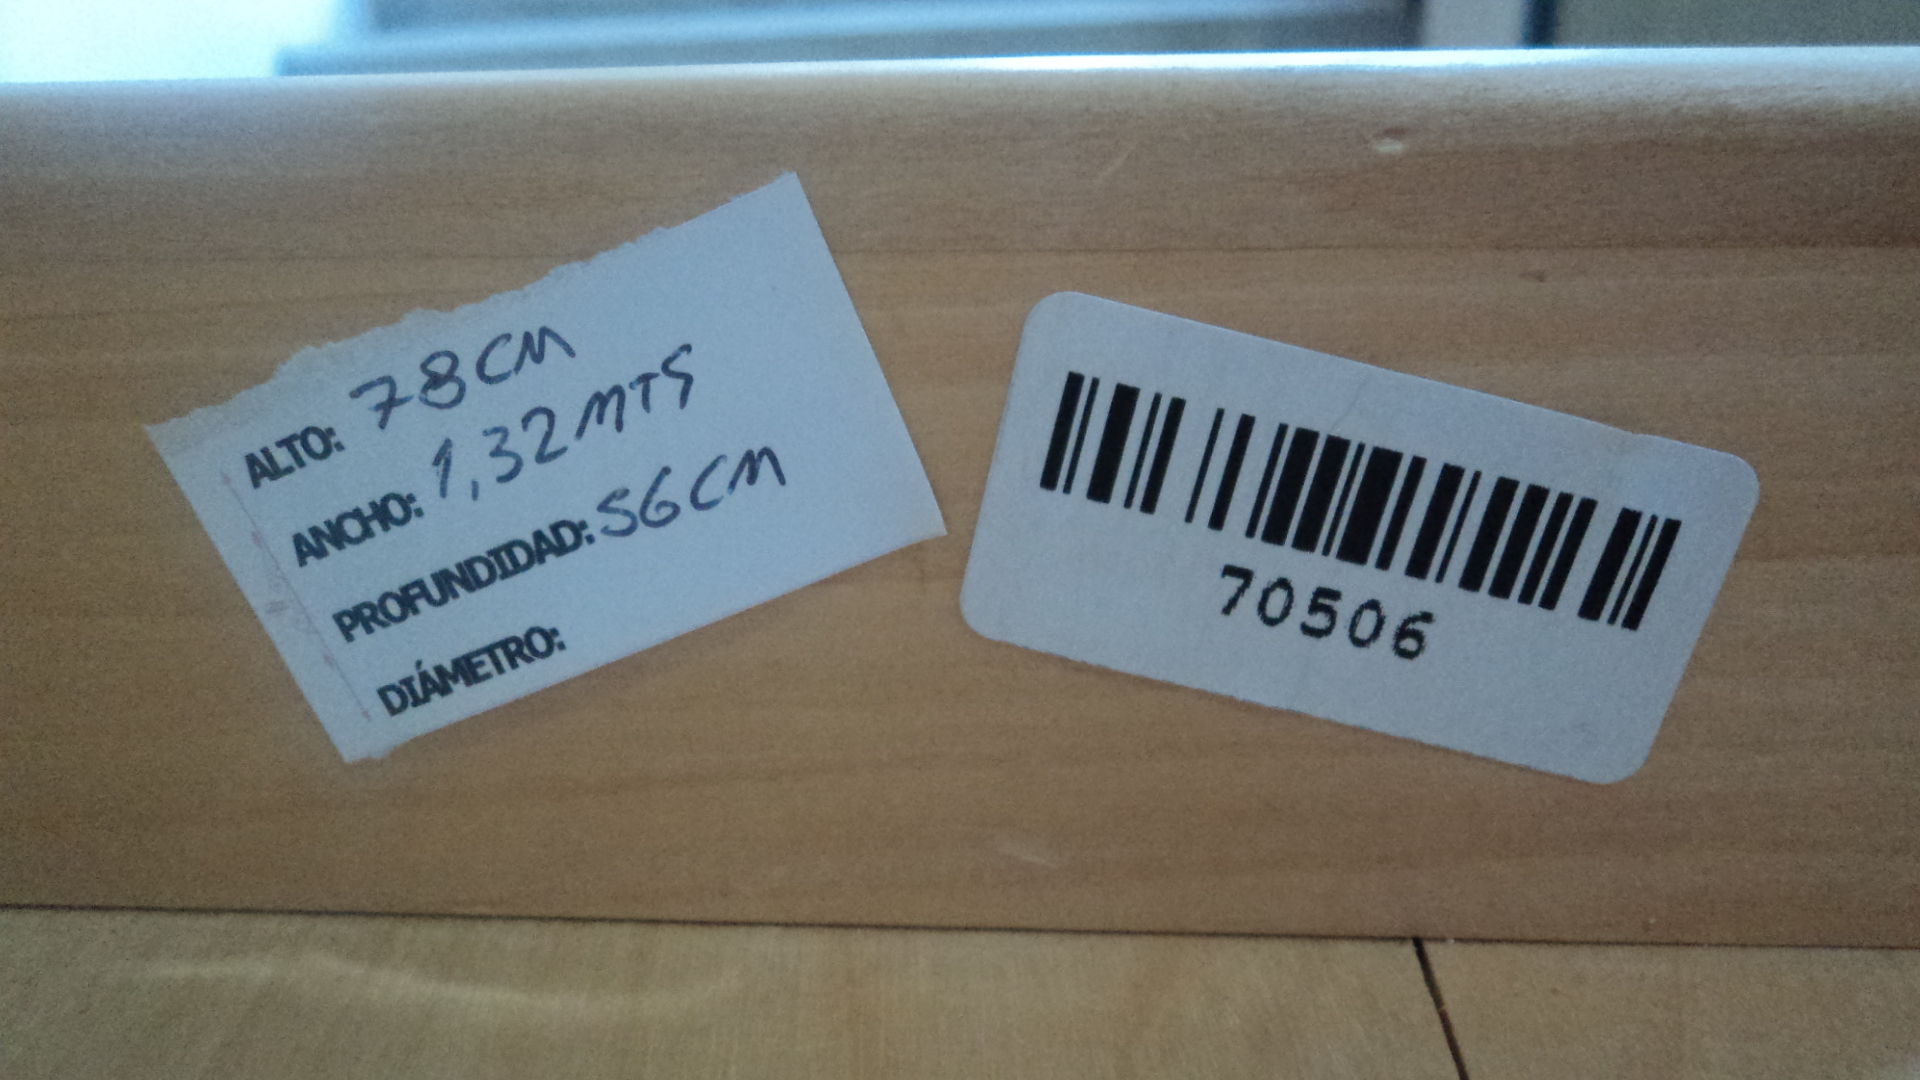 ALTO: 78CM
ANCHO: 1,32MTS
PROFUNDIDAD: 56CM
DIÁMETRO:
70506